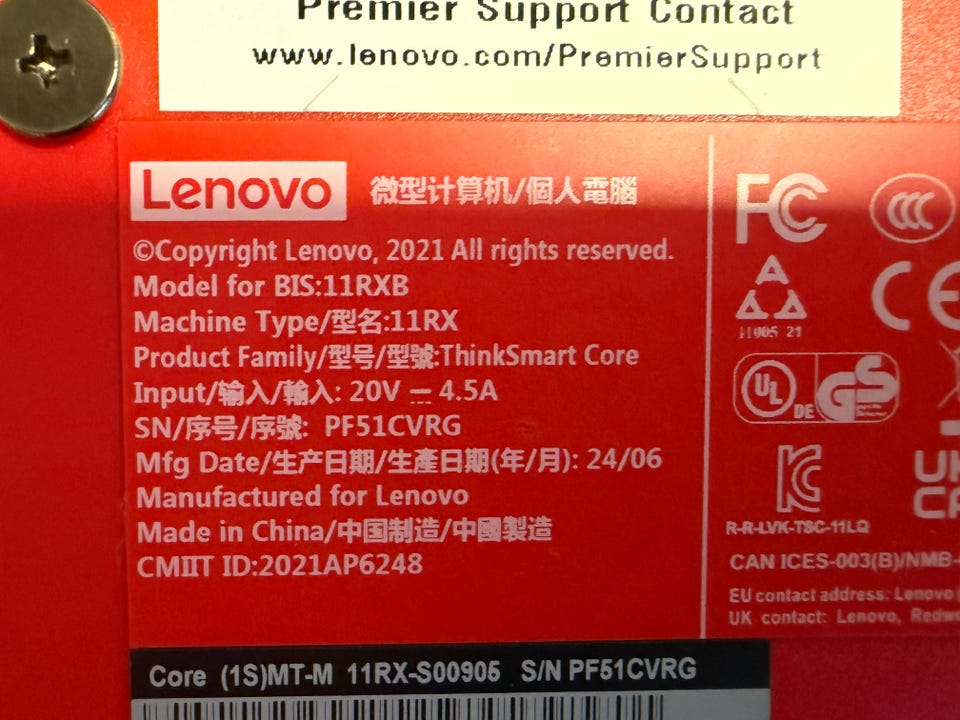 Premier Support Contact
www.lenovo.com/PremierSupport
Lenovo 微型计算机/個人電腦
©Copyright Lenovo, 2021 All rights reserved.
Model for BIS:11RXB
Machine Type/型名:11RX
Product Family/型号/型號:ThinkSmart Core
Input/输入/輸入: 20V ⎓ 4.5A
SN/序号/序號: PF51CVRG
Mfg Date/生产日期/生產日期(年/月): 24/06
Manufactured for Lenovo
Made in China/中国制造/中國製造
CMIIT ID:2021AP6248
FC CCC
CE
11005 21
UL DE GS
UK
CA
R-R-LVK-TSC-11LQ
CAN ICES-003(B)/NMB-
EU contact address: Lenovo
UK contact: Lenovo,
Core (1S)MT-M 11RX-S00905 S/N PF51CVRG